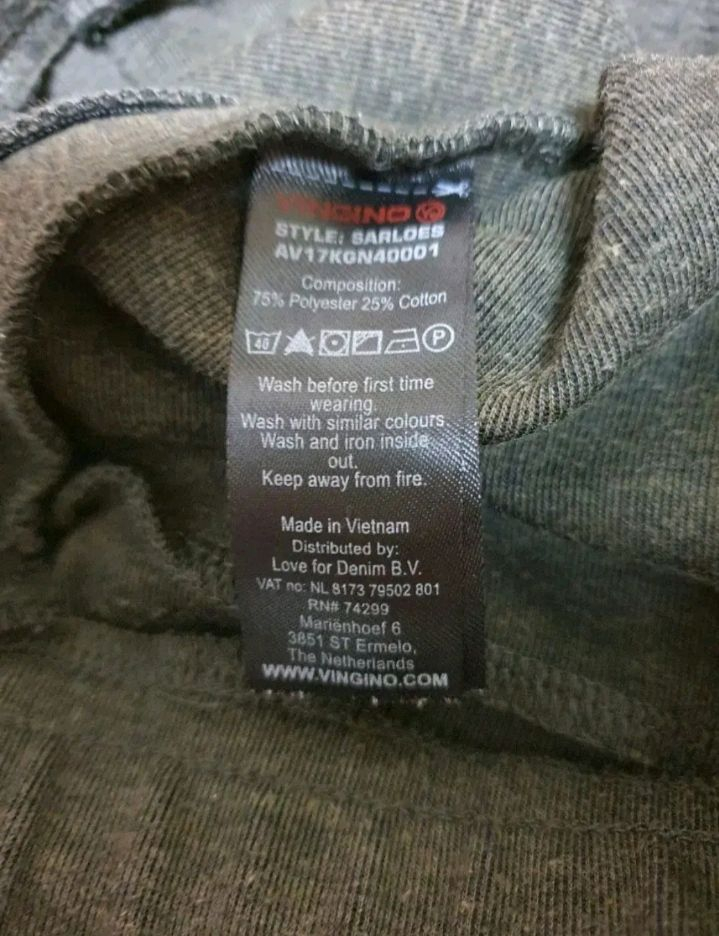 VINGINO
STYLE: SARLOES
AV17KGN40001
Composition:
75% Polyester 25% Cotton
40 P
Wash before first time
wearing.
Wash with similar colours.
Wash and iron inside
out.
Keep away from fire.
Made in Vietnam
Distributed by:
Love for Denim B.V.
VAT no: NL 8173 79502 801
RN# 74299
Mariënhoef 6
3851 ST Ermelo,
The Netherlands
WWW.VINGINO.COM